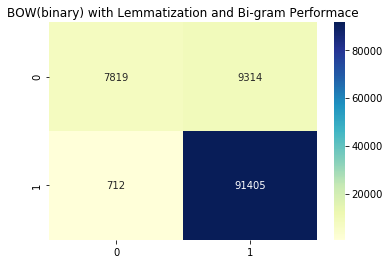 BOW(binary) with Lemmatization and Bi-gram Performace
0 7819 9314
1 712 91405
0 1
80000
60000
40000
20000